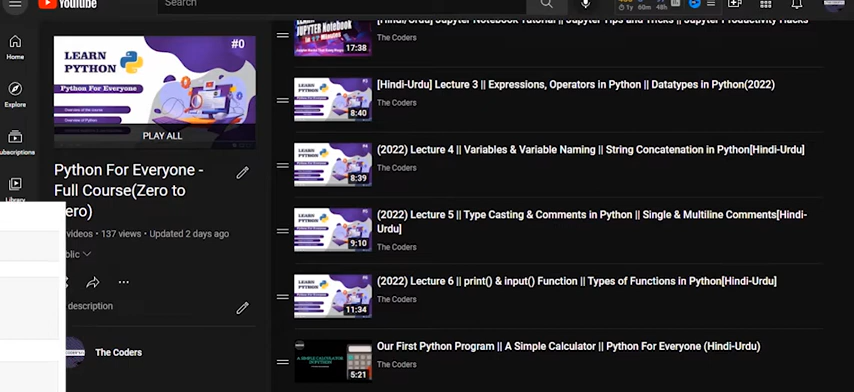 YouTube
Search
Home
Explore
Subscriptions
Library
LEARN
PYTHON
#0
Python For Everyone
PLAY ALL
Python For Everyone -
Full Course(Zero to
ero)
videos • 137 views • Updated 2 days ago
blic
description
The Coders
[Hindi-Urdu] Jupyter Notebook Tutorial || Jupyter Tips and Tricks || Jupyter Productivity Hacks
The Coders
17:38
[Hindi-Urdu] Lecture 3 || Expressions, Operators in Python || Datatypes in Python(2022)
The Coders
8:40
(2022) Lecture 4 || Variables & Variable Naming || String Concatenation in Python[Hindi-Urdu]
The Coders
8:39
(2022) Lecture 5 || Type Casting & Comments in Python || Single & Multiline Comments[Hindi-
Urdu]
The Coders
9:10
(2022) Lecture 6 || print() & input() Function || Types of Functions in Python[Hindi-Urdu]
The Coders
11:34
Our First Python Program || A Simple Calculator || Python For Everyone (Hindi-Urdu)
The Coders
5:21